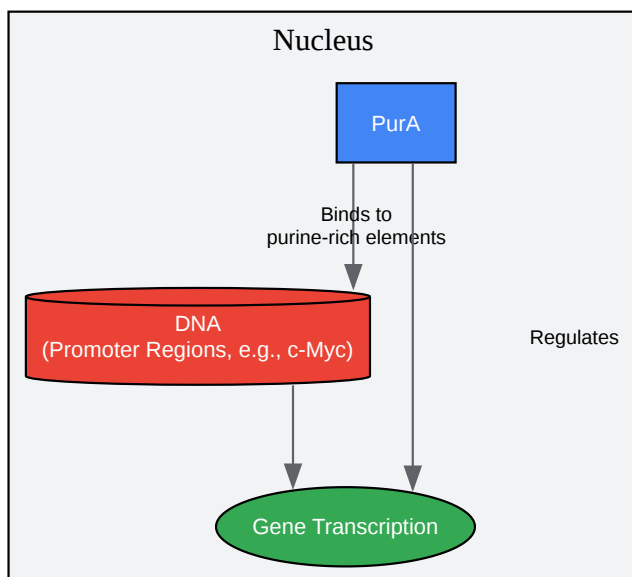 Nucleus
PurA
Binds to
purine-rich elements
DNA
(Promoter Regions, e.g., c-Myc)
Regulates
Gene Transcription